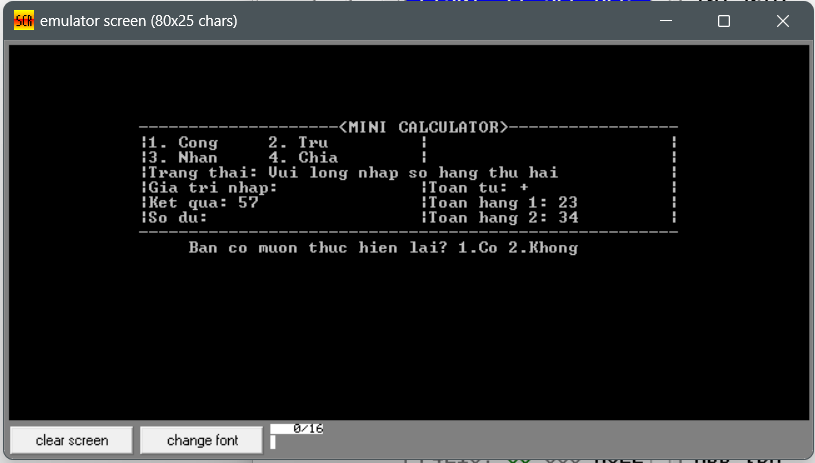 SCR emulator screen (80x25 chars)
--------------------<MINI CALCULATOR>-----------------
|1. Cong     2. Tru         |                        |
|3. Nhan     4. Chia        |                        |
|Trang thai: Vui long nhap so hang thu hai           |
|Gia tri nhap:              |Toan tu: +              |
|Ket qua: 57                |Toan hang 1: 23         |
|So du:                     |Toan hang 2: 34         |
------------------------------------------------------
Ban co muon thuc hien lai? 1.Co 2.Khong
clear screen change font 0/16